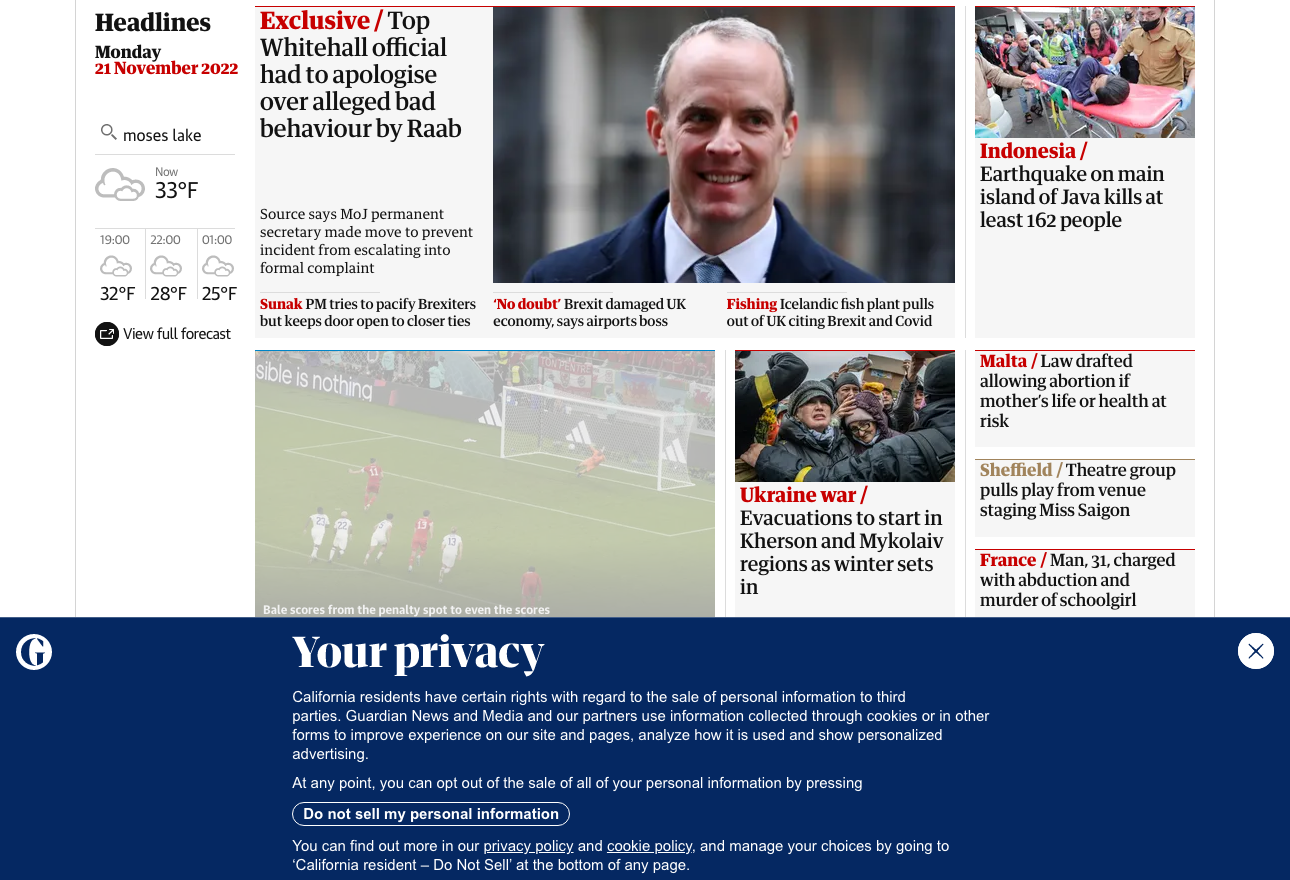 Headlines
Monday
21 November 2022
moses lake
Now
33°F
19:00
22:00
01:00
32°F
28°F
25°F
View full forecast
Exclusive / Top
Whitehall official
had to apologise
over alleged bad
behaviour by Raab
Source says MoJ permanent
secretary made move to prevent
incident from escalating into
formal complaint
Sunak PM tries to pacify Brexiters
but keeps door open to closer ties
‘No doubt’ Brexit damaged UK
economy, says airports boss
Fishing Icelandic fish plant pulls
out of UK citing Brexit and Covid
Indonesia /
Earthquake on main
island of Java kills at
least 162 people
sible is nothing
adidas
11
23
22
13
13
Bale scores from the penalty spot to even the scores
Ukraine war /
Evacuations to start in
Kherson and Mykolaiv
regions as winter sets
in
Malta / Law drafted
allowing abortion if
mother’s life or health at
risk
Sheffield / Theatre group
pulls play from venue
staging Miss Saigon
France / Man, 31, charged
with abduction and
murder of schoolgirl
G
Your privacy
California residents have certain rights with regard to the sale of personal information to third
parties. Guardian News and Media and our partners use information collected through cookies or in other
forms to improve experience on our site and pages, analyze how it is used and show personalized
advertising.
At any point, you can opt out of the sale of all of your personal information by pressing
Do not sell my personal information
You can find out more in our privacy policy and cookie policy, and manage your choices by going to
‘California resident – Do Not Sell’ at the bottom of any page.